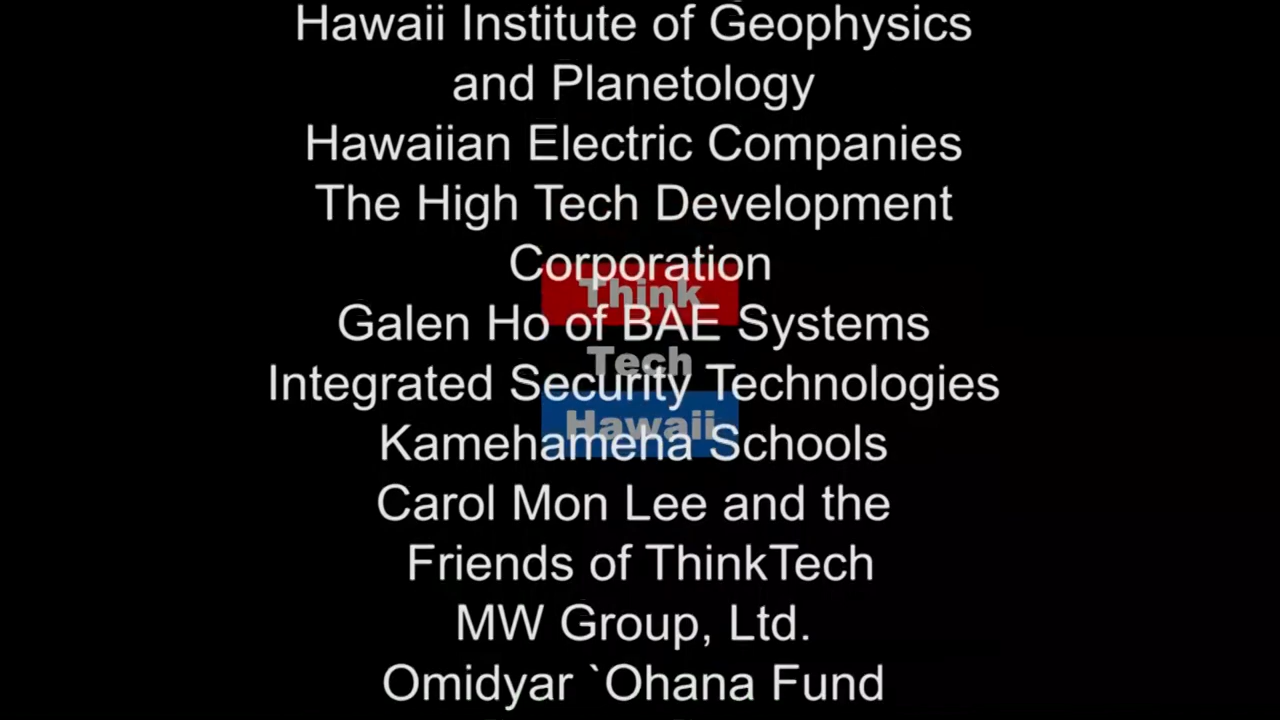 Hawaii Institute of Geophysics
and Planetology
Hawaiian Electric Companies
The High Tech Development
Corporation
Think
Galen Ho of BAE Systems
Tech
Integrated Security Technologies
Hawaii
Kamehameha Schools
Carol Mon Lee and the
Friends of ThinkTech
MW Group, Ltd.
Omidyar `Ohana Fund